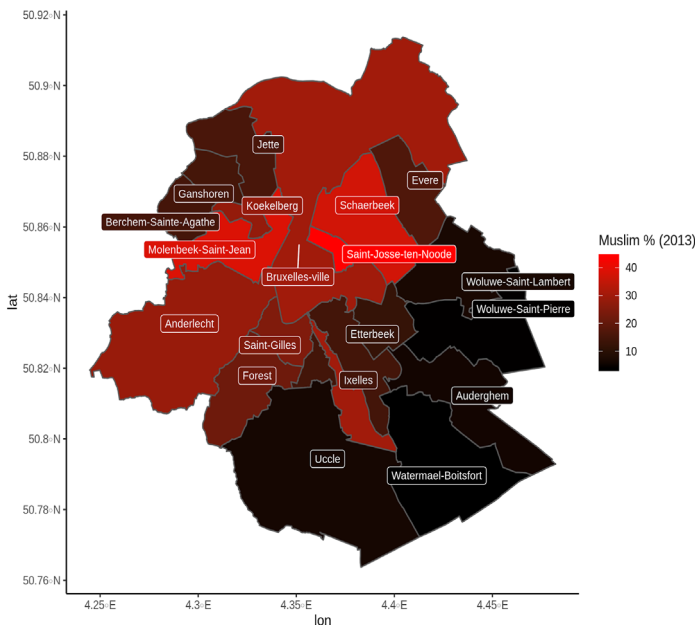 50.92°N
50.9°N
50.88°N
50.86°N
50.84°N
50.82°N
50.8°N
50.78°N
50.76°N
lat
Jette
Evere
Ganshoren
Koekelberg
Schaerbeek
Berchem-Sainte-Agathe
Molenbeek-Saint-Jean
Saint-Josse-ten-Noode
Bruxelles-ville
Woluwe-Saint-Lambert
Woluwe-Saint-Pierre
Anderlecht
Etterbeek
Saint-Gilles
Forest
Ixelles
Auderghem
Uccle
Watermael-Boitsfort
4.25°E 4.3°E 4.35°E 4.4°E 4.45°E
lon
Muslim % (2013)
40
30
20
10